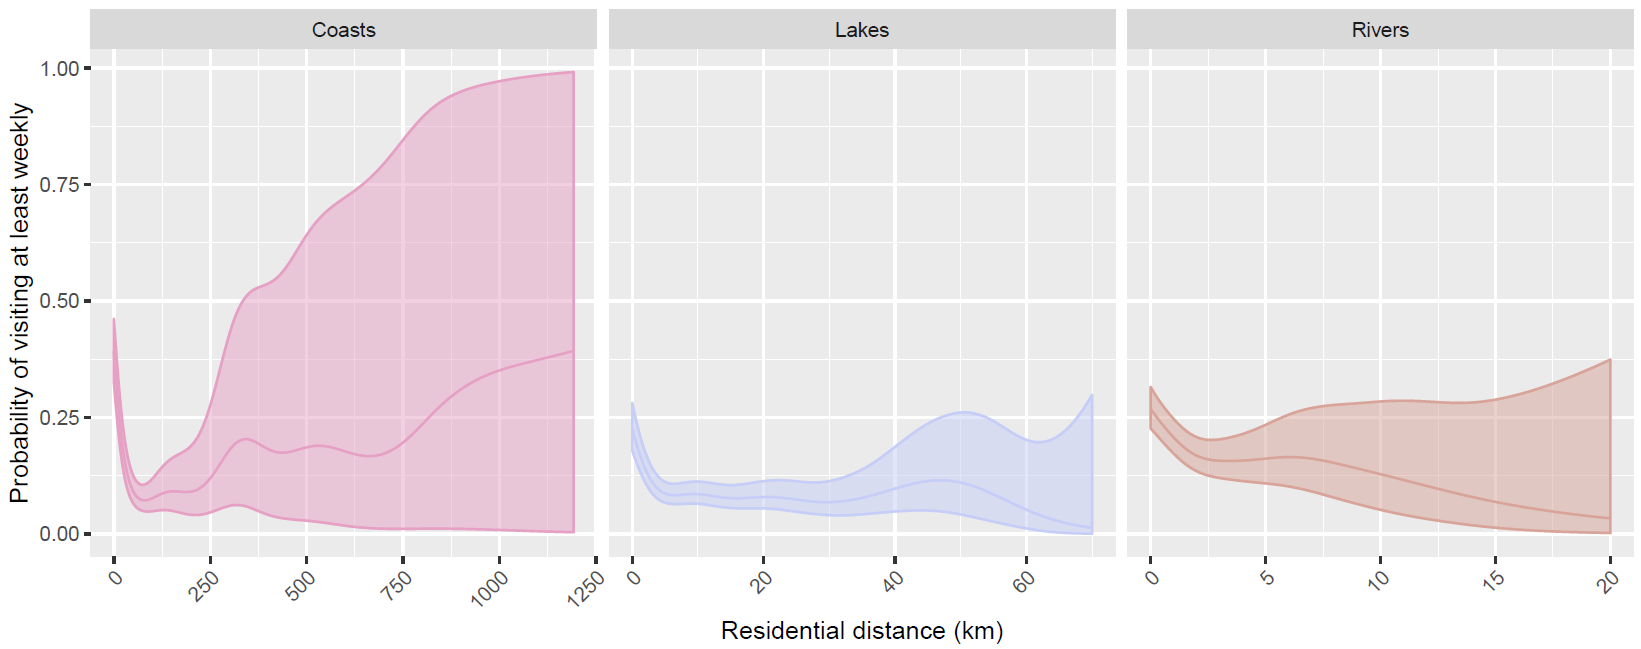 Coasts Lakes Rivers
Probability of visiting at least weekly
1.00
0.75
0.50
0.25
0.00
0 250 500 750 1000 1250 0 20 40 60 0 5 10 15 20
Residential distance (km)